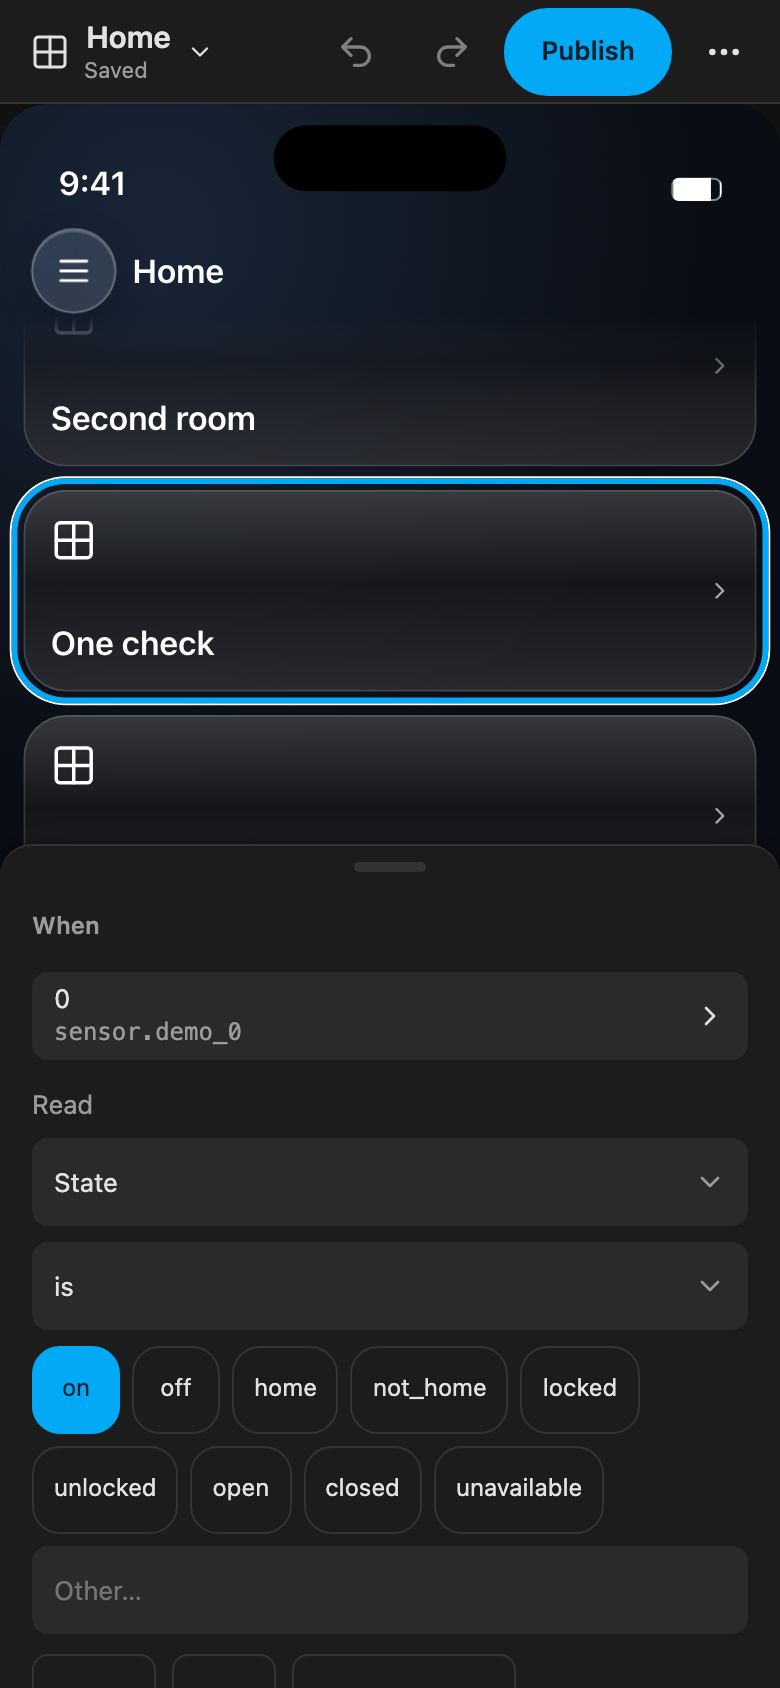 Home
Saved
Publish
9:41
Home
Second room
One check
When
0
sensor.demo_0
Read
State
is
on off home not_home locked
unlocked open closed unavailable
Other...